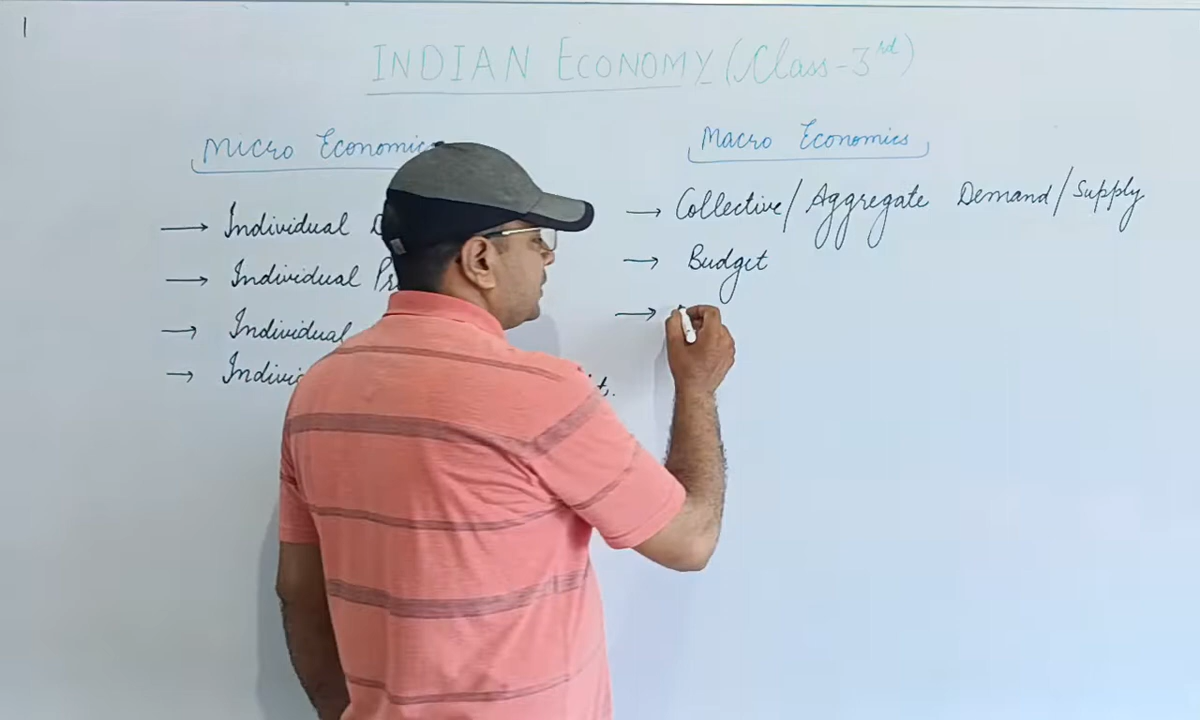 1
INDIAN ECONOMY (Class-3rd)
Micro Economics
→ Individual
→ Individual
→ Individual
→
Macro Economics
→ Collective/Aggregate Demand/Supply
→ Budget
→